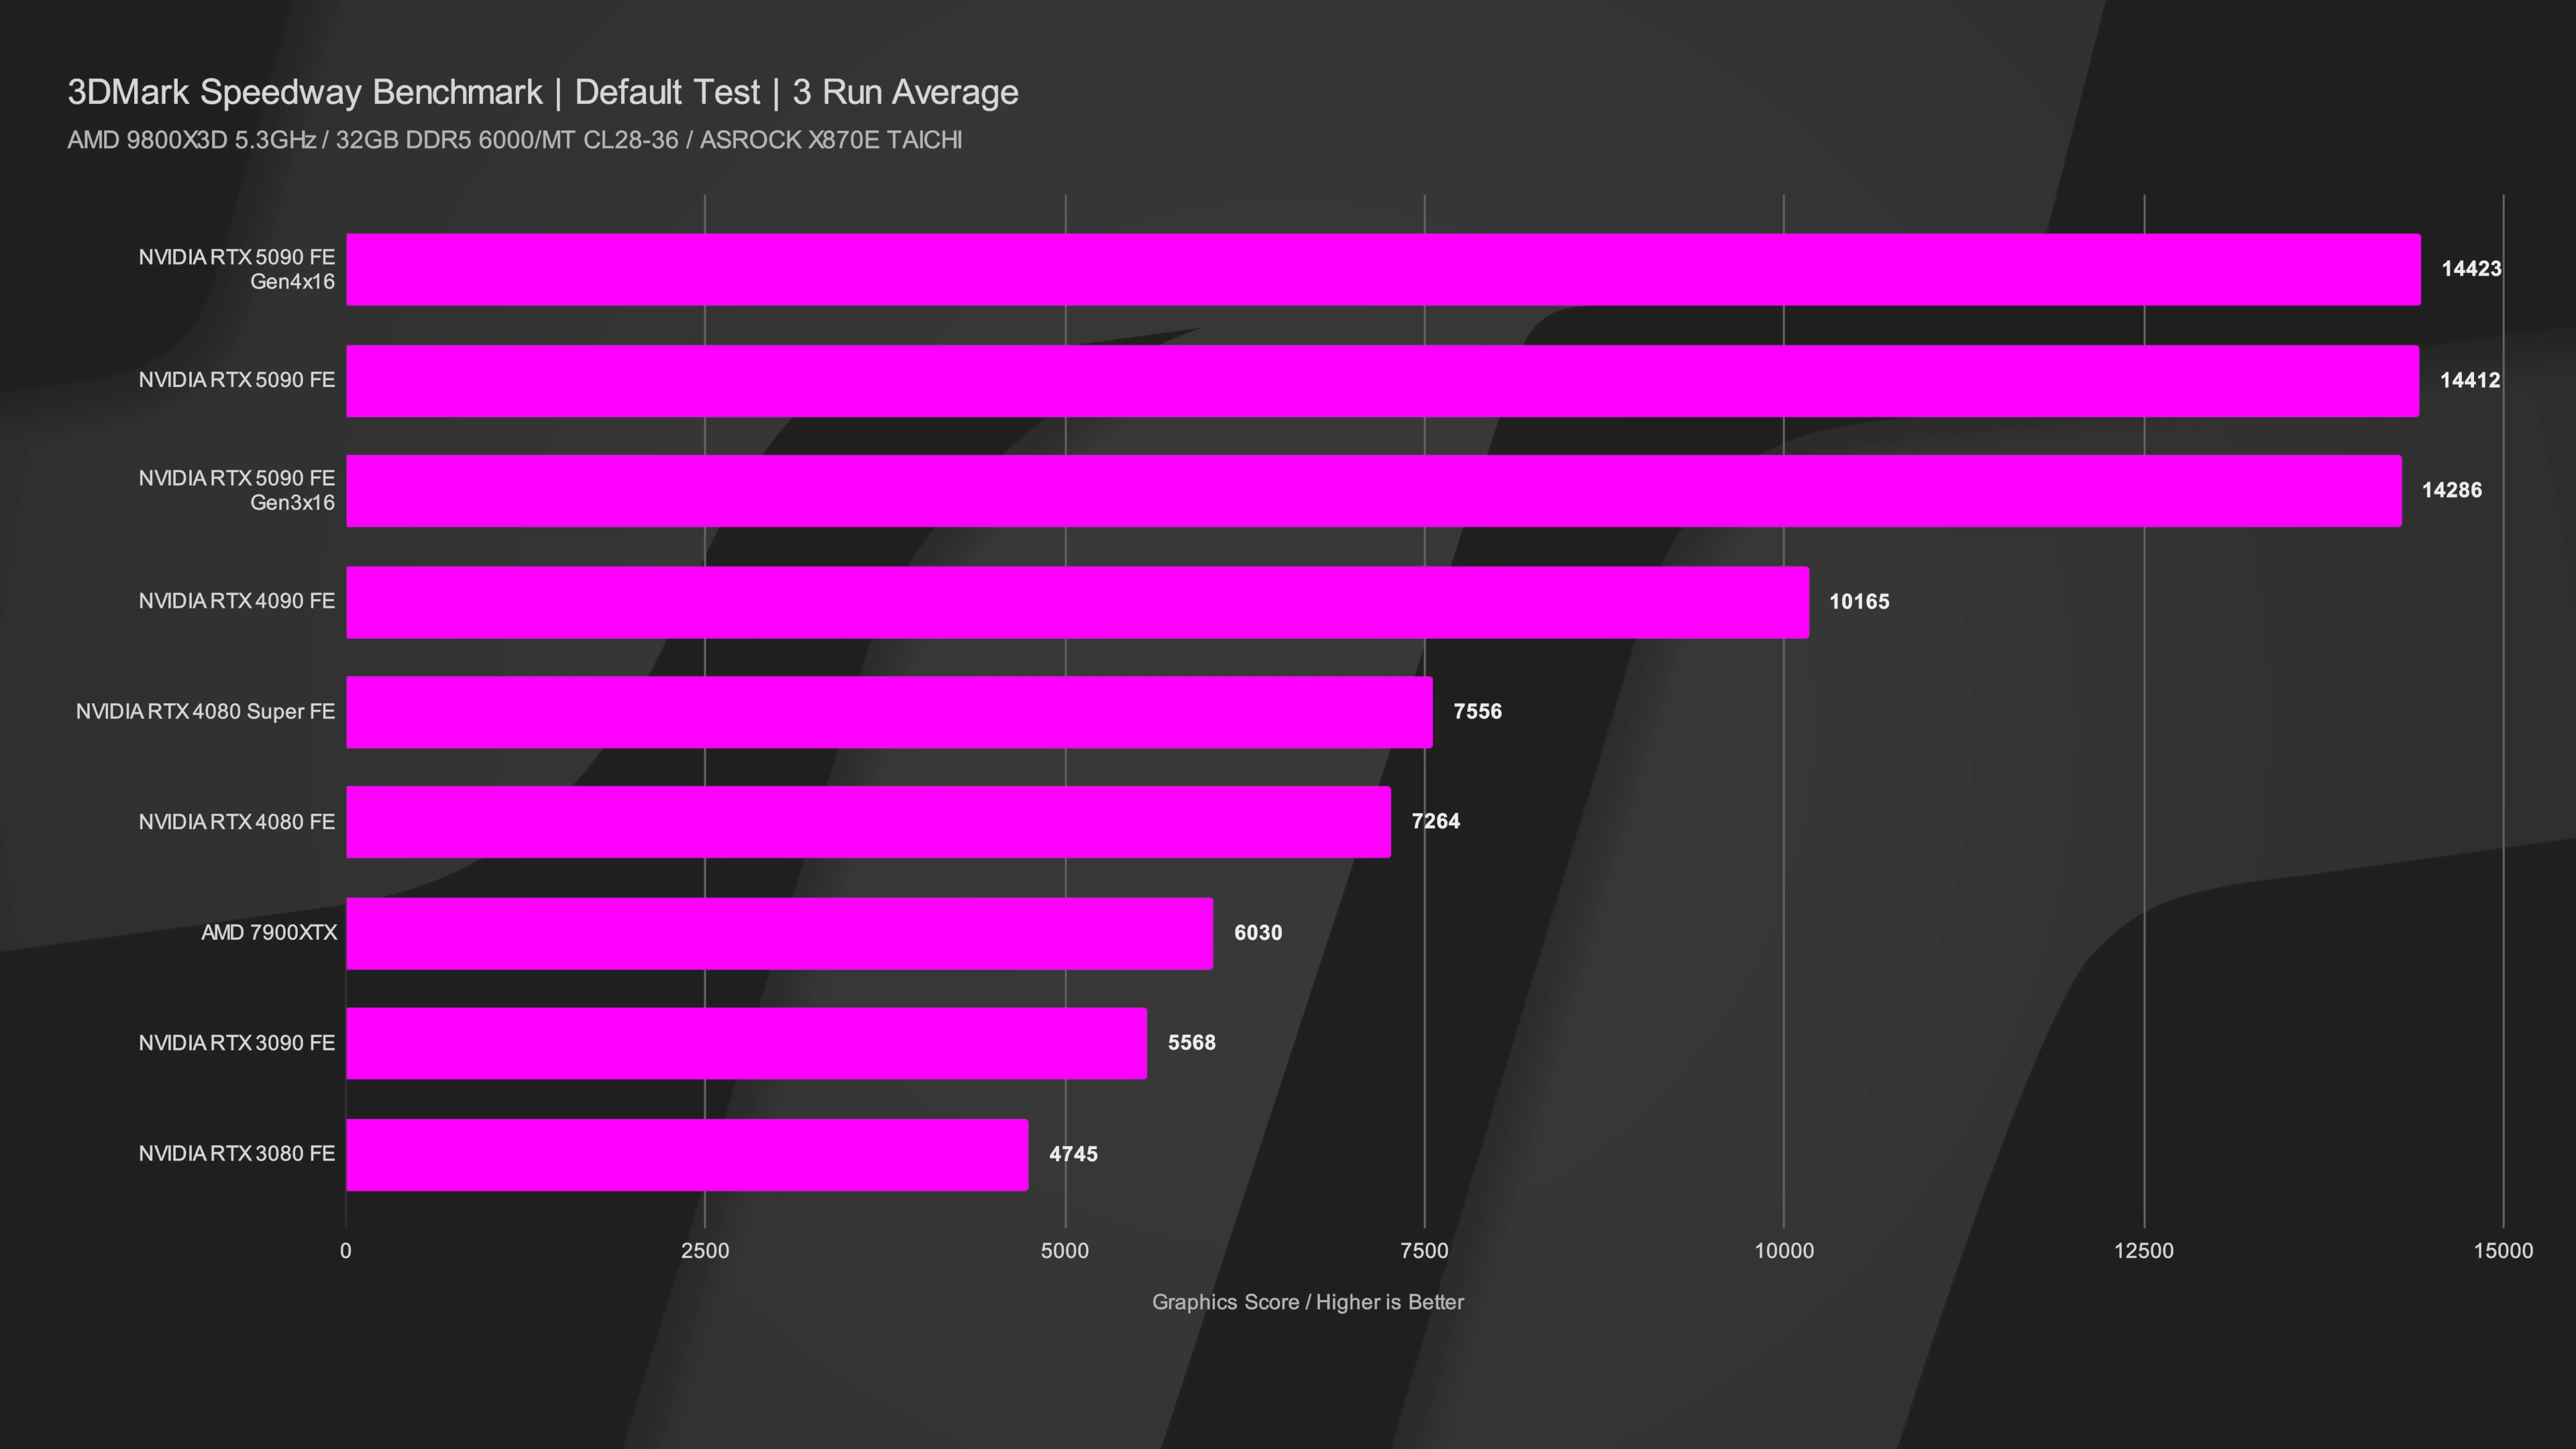 3DMark Speedway Benchmark | Default Test | 3 Run Average
AMD 9800X3D 5.3GHz / 32GB DDR5 6000/MT CL28-36 / ASROCK X870E TAICHI
NVIDIA RTX 5090 FE
Gen4x16
14423
NVIDIA RTX 5090 FE
14412
NVIDIA RTX 5090 FE
Gen3x16
14286
NVIDIA RTX 4090 FE
10165
NVIDIA RTX 4080 Super FE
7556
NVIDIA RTX 4080 FE
7264
AMD 7900XTX
6030
NVIDIA RTX 3090 FE
5568
NVIDIA RTX 3080 FE
4745
0 2500 5000 7500 10000 12500 15000
Graphics Score / Higher is Better